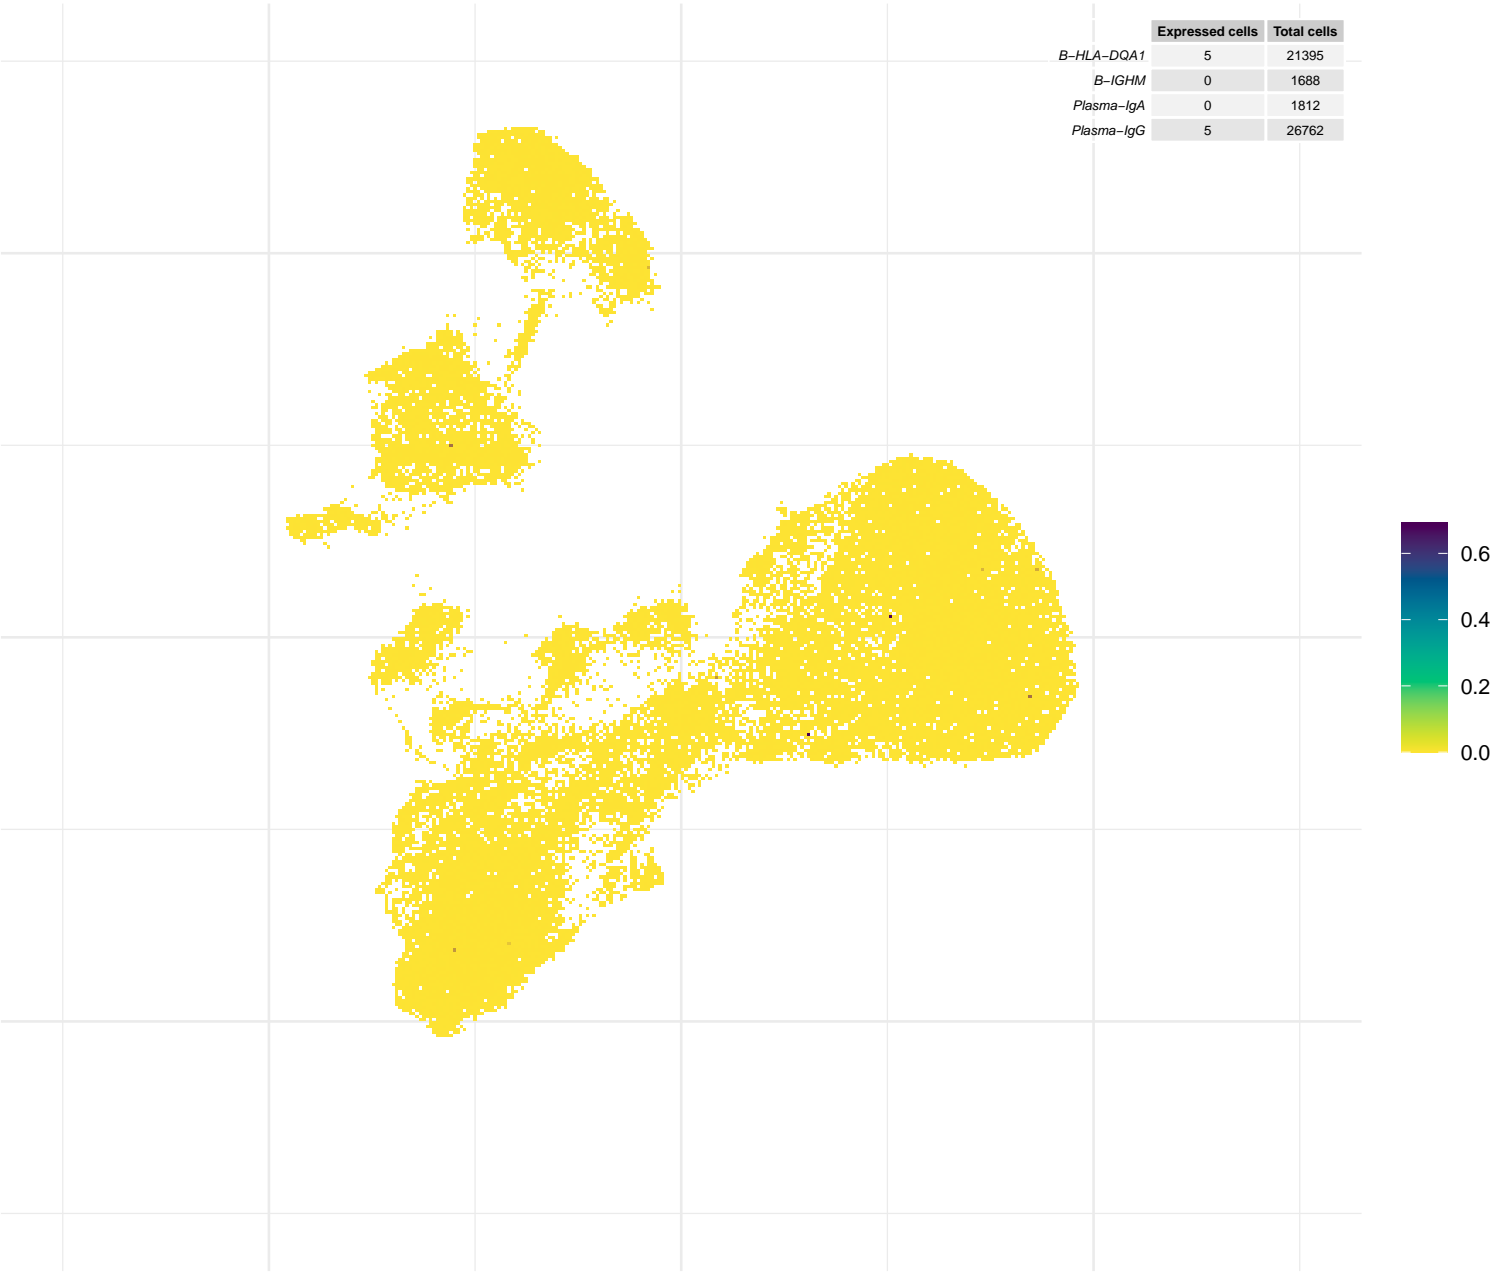 Expressed cells Total cells
B−HLA−DQA1 5 21395
B−IGHM 0 1688
Plasma−IgA 0 1812
Plasma−IgG 5 26762
0.6
0.4
0.2
0.0